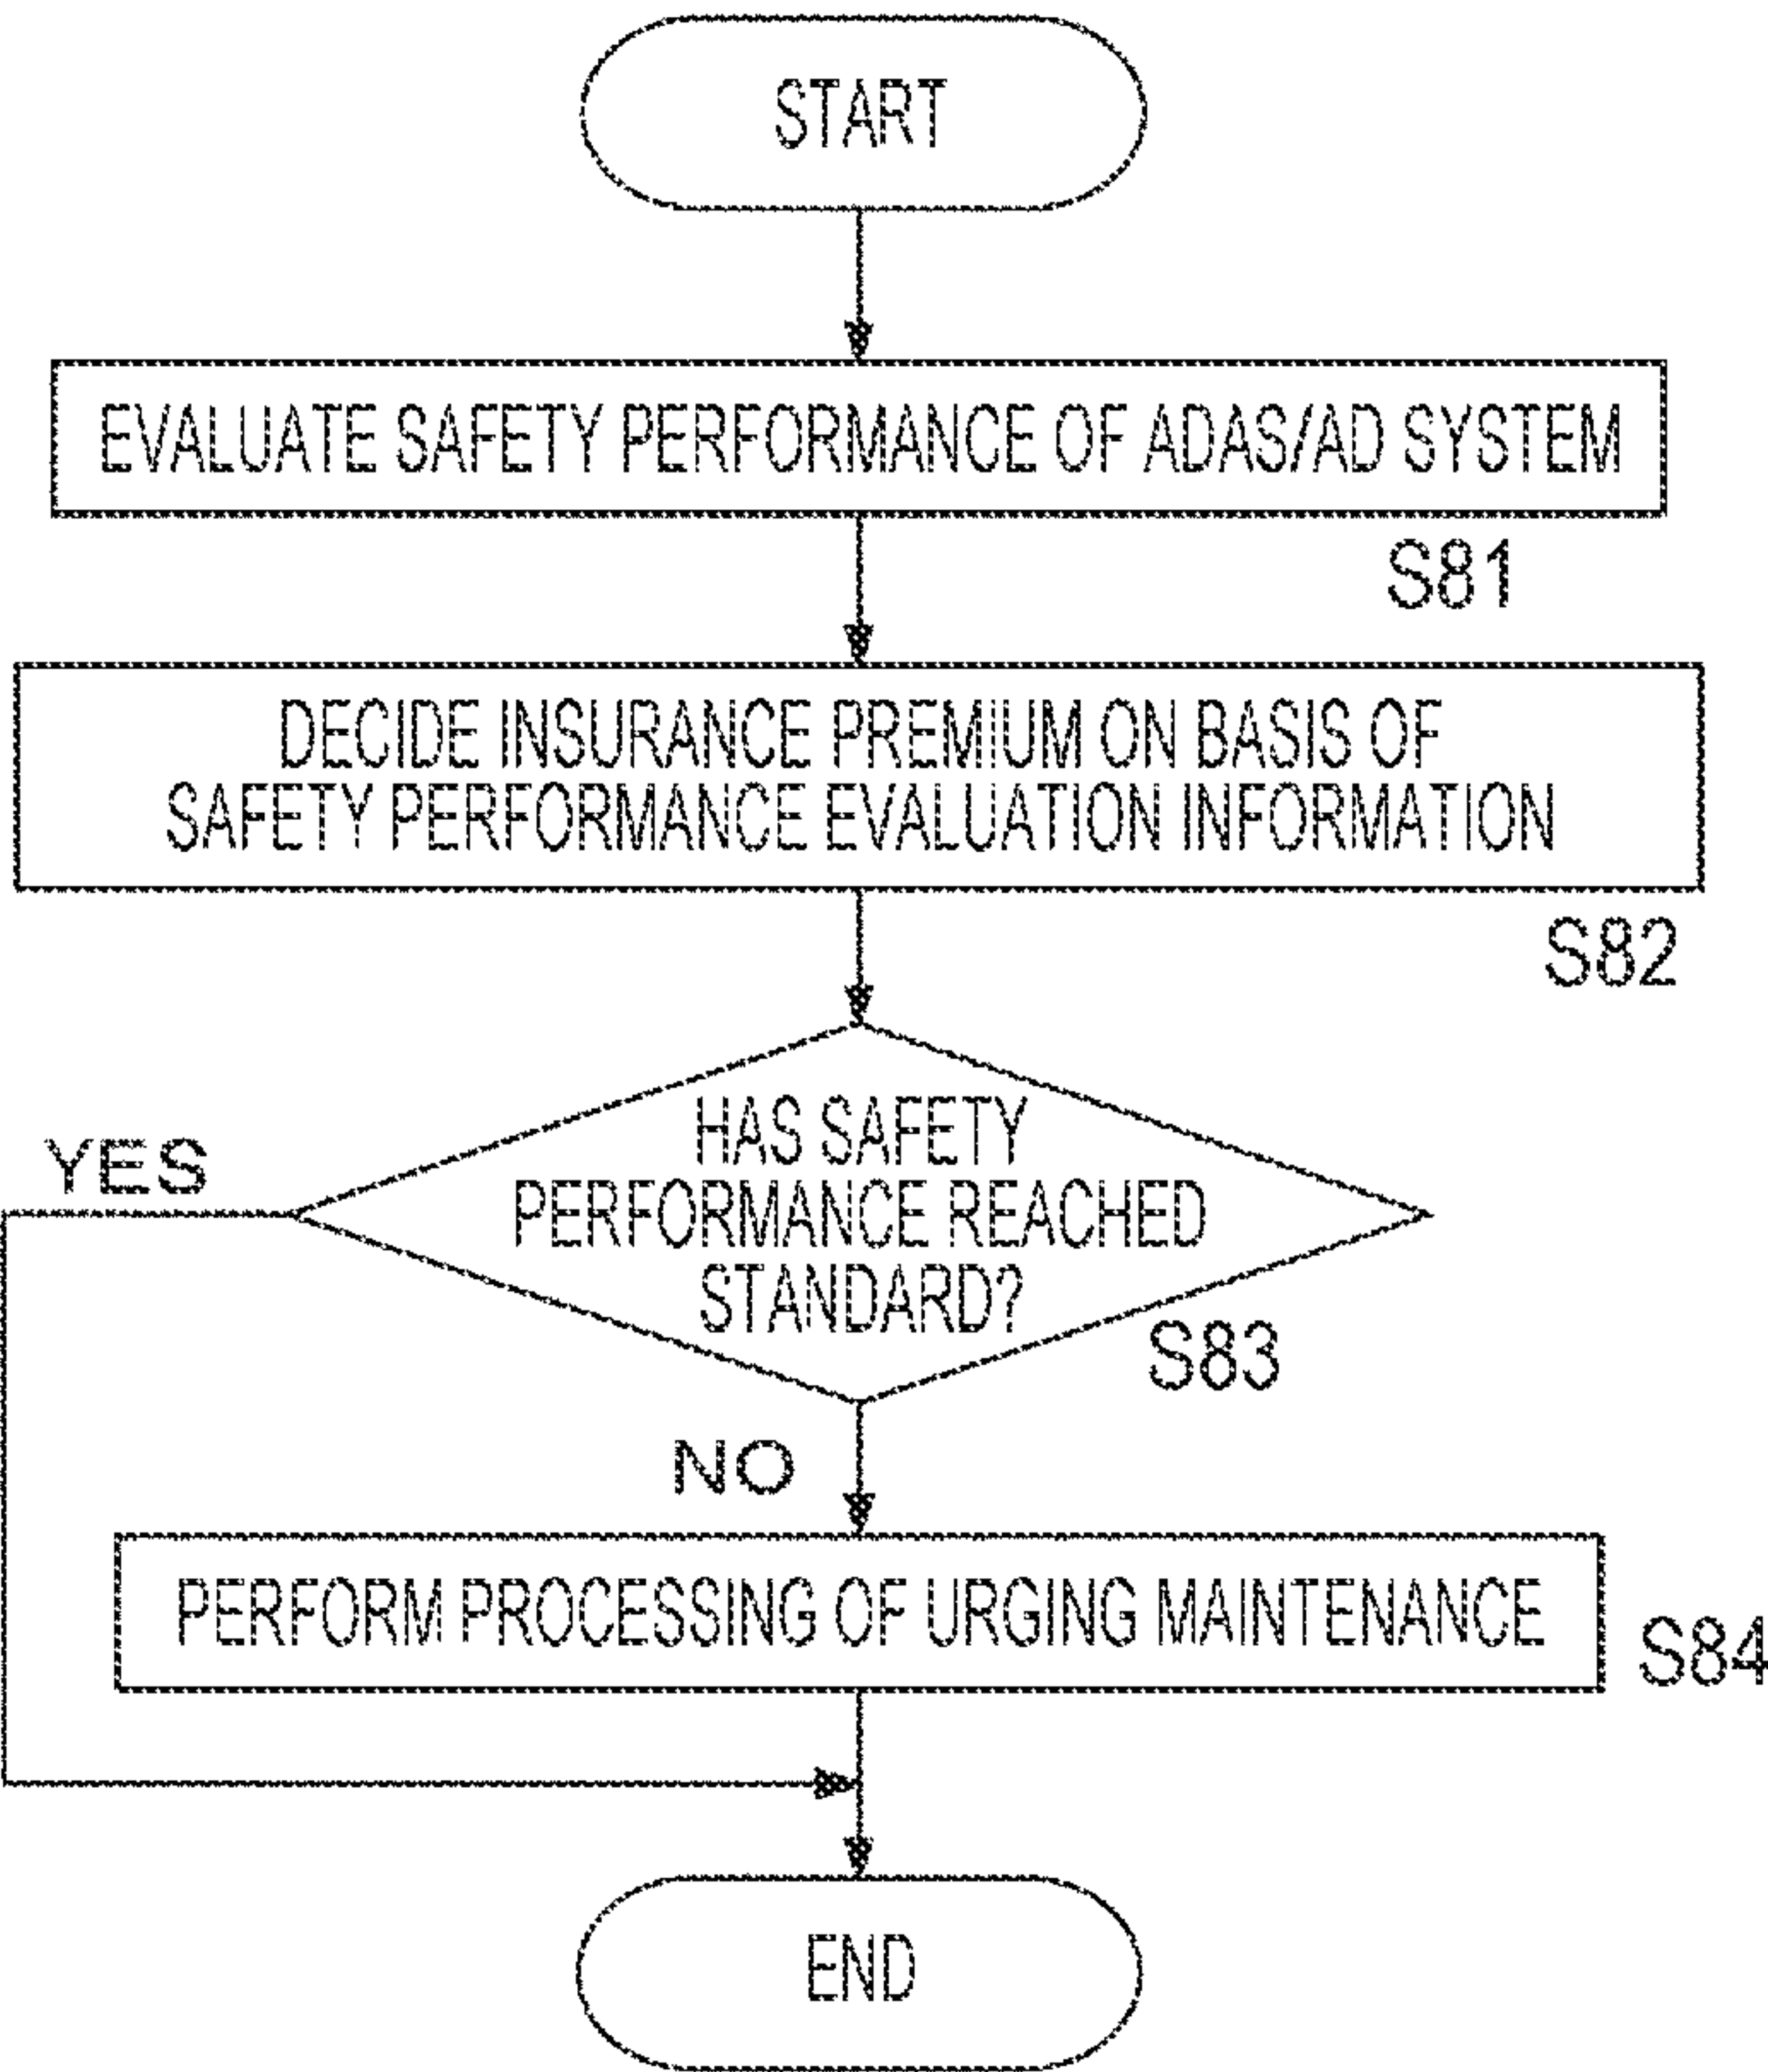 START
EVALUATE SAFETY PERFORMANCE OF ADAS/AD SYSTEM
S81
DECIDE INSURANCE PREMIUM ON BASIS OF
SAFETY PERFORMANCE EVALUATION INFORMATION
S82
HAS SAFETY
PERFORMANCE REACHED
STANDARD?
S83
YES
NO
PERFORM PROCESSING OF URGING MAINTENANCE
S84
END